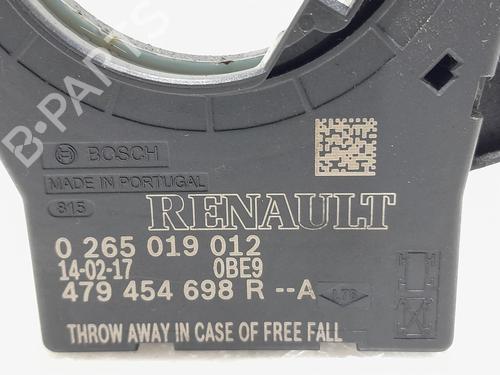 B-PARTS
BOSCH
MADE IN PORTUGAL
815
RENAULT
0 265 019 012
14-02-17 0BE9
479 454 698 R --A
THROW AWAY IN CASE OF FREE FALL